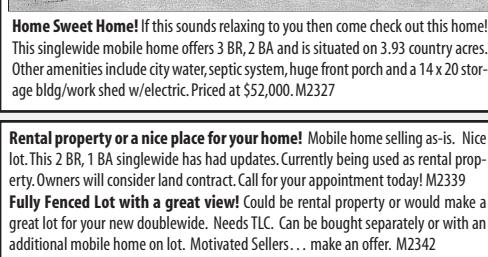 Home Sweet Home! If this sounds relaxing to you then come check out this home!
This singlewide mobile home offers 3 BR, 2 BA and is situated on 3.93 country acres.
Other amenities include city water, septic system, huge front porch and a 14 x 20 stor-
age bldg/work shed w/electric. Priced at $52,000. M2327
Rental property or a nice place for your home! Mobile home selling as-is. Nice
lot. This 2 BR, 1 BA singlewide has had updates. Currently being used as rental prop-
erty. Owners will consider land contract. Call for your appointment today! M2339
Fully Fenced Lot with a great view! Could be rental property or would make a
great lot for your new doublewide. Needs TLC. Can be bought separately or with an
additional mobile home on lot. Motivated Sellers... make an offer. M2342